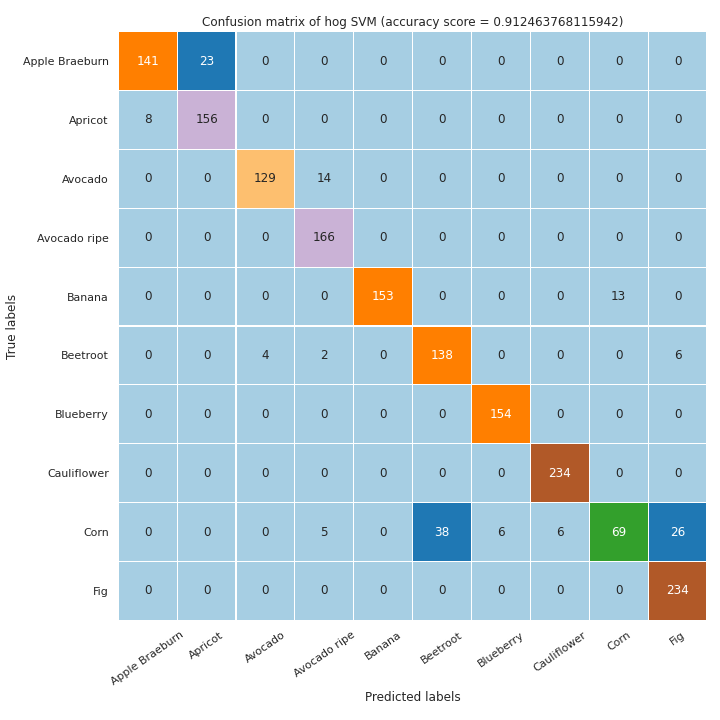 Confusion matrix of hog SVM (accuracy score = 0.912463768115942)
True labels
Apple Braeburn 141 23 0 0 0 0 0 0 0 0
Apricot 8 156 0 0 0 0 0 0 0 0
Avocado 0 0 129 14 0 0 0 0 0 0
Avocado ripe 0 0 0 166 0 0 0 0 0 0
Banana 0 0 0 0 153 0 0 0 13 0
Beetroot 0 0 4 2 0 138 0 0 0 6
Blueberry 0 0 0 0 0 0 154 0 0 0
Cauliflower 0 0 0 0 0 0 0 234 0 0
Corn 0 0 0 5 0 38 6 6 69 26
Fig 0 0 0 0 0 0 0 0 0 234
Apple Braeburn Apricot Avocado Avocado ripe Banana Beetroot Blueberry Cauliflower Corn Fig
Predicted labels